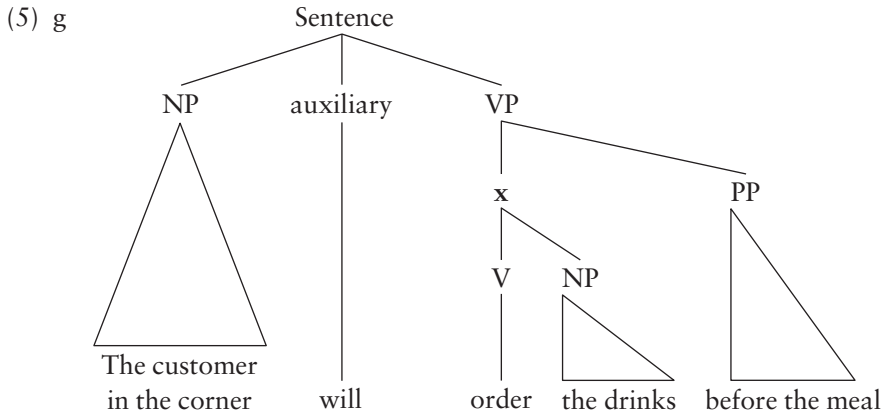 (5) g Sentence
NP auxiliary VP
x PP
V NP
The customer
in the corner will order the drinks before the meal